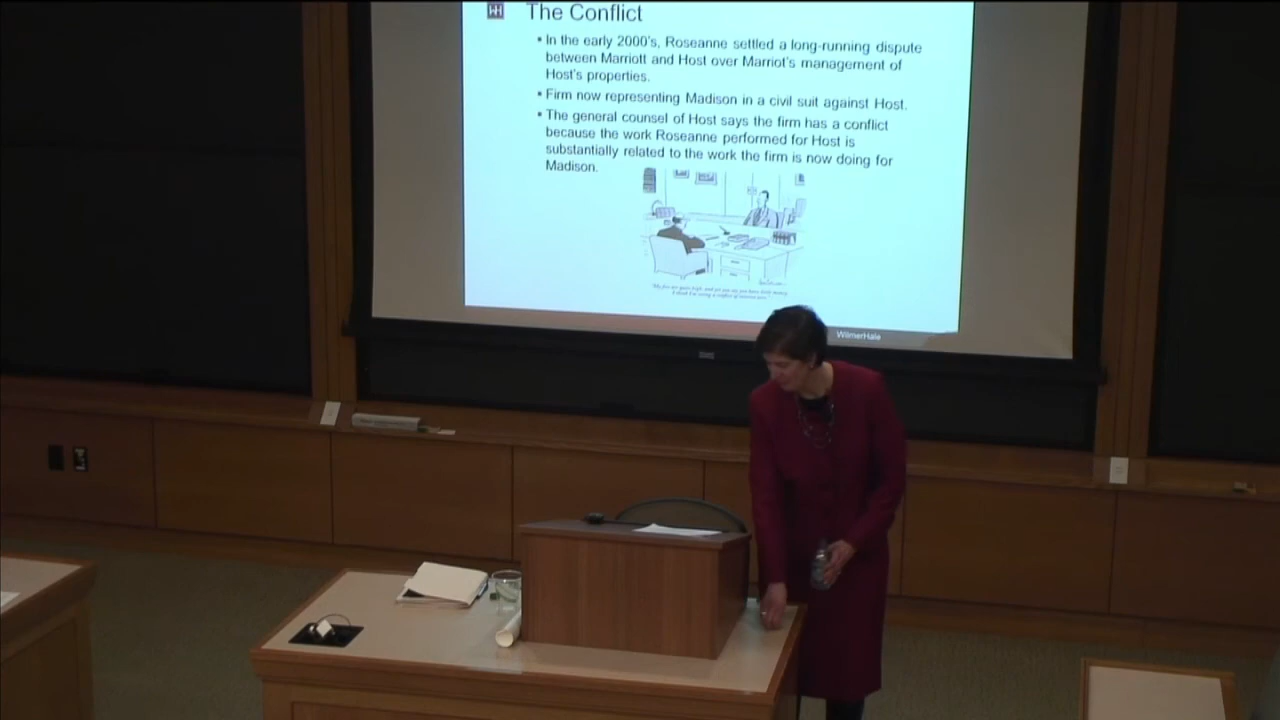 WH
The Conflict
• In the early 2000's, Roseanne settled a long-running dispute
between Marriott and Host over Marriot's management of
Host's properties.
• Firm now representing Madison in a civil suit against Host.
• The general counsel of Host says the firm has a conflict
because the work Roseanne performed for Host is
substantially related to the work the firm is now doing for
Madison.
WilmerHale